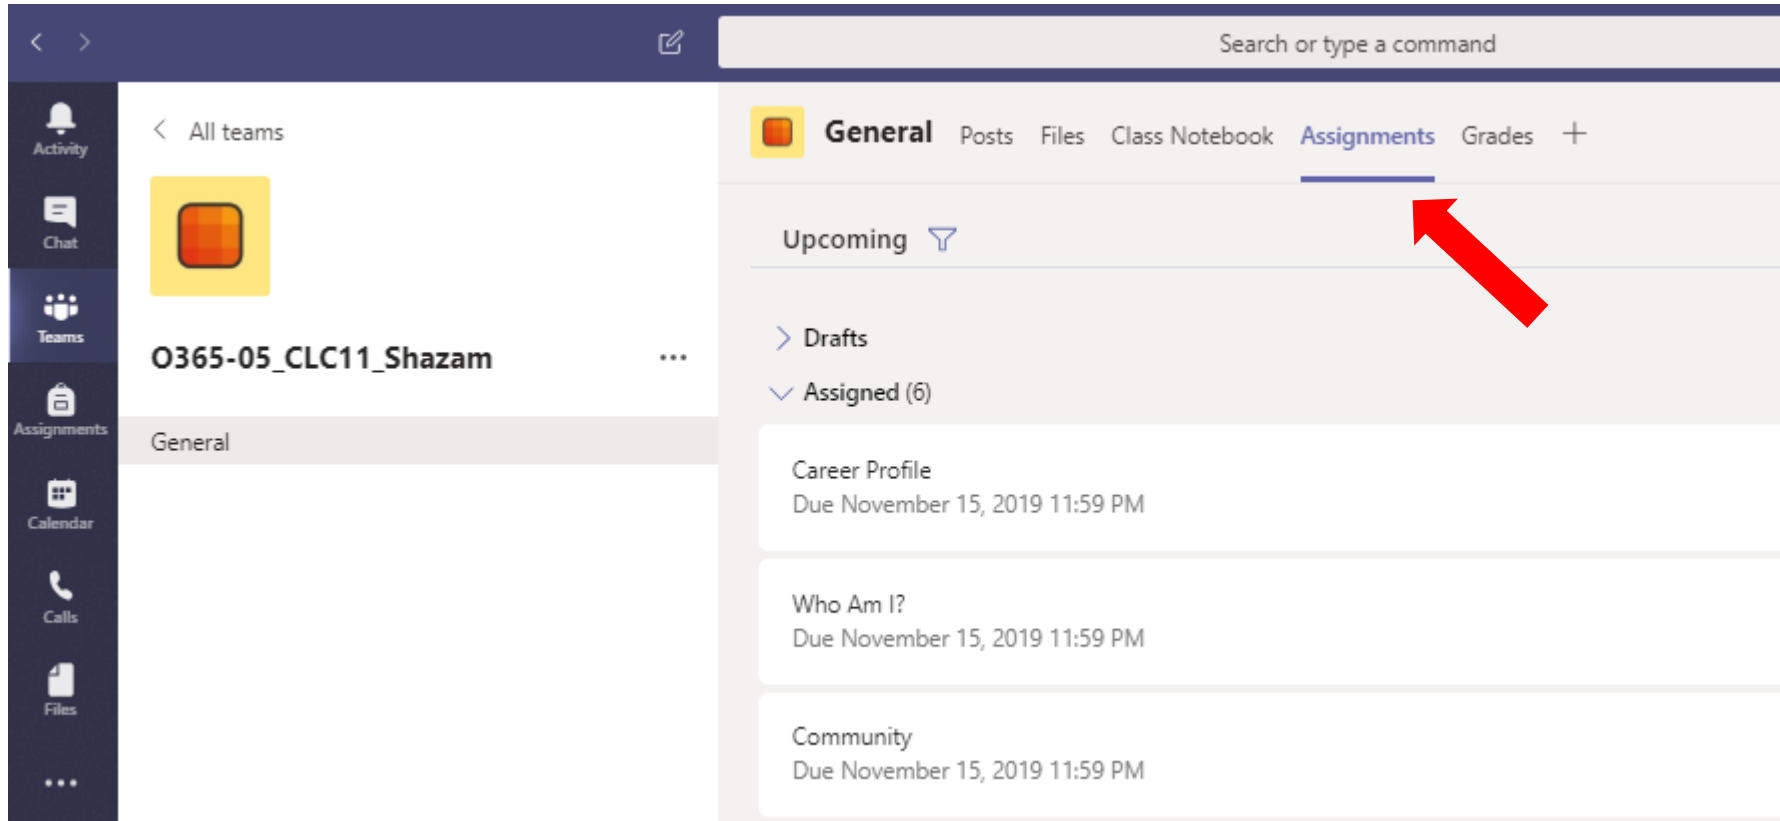 Search or type a command
Activity
Chat
Teams
Assignments
Calendar
Calls
Files
All teams
O365-05_CLC11_Shazam
General
General Posts Files Class Notebook Assignments Grades
Upcoming
Drafts
Assigned (6)
Career Profile
Due November 15, 2019 11:59 PM
Who Am I?
Due November 15, 2019 11:59 PM
Community
Due November 15, 2019 11:59 PM